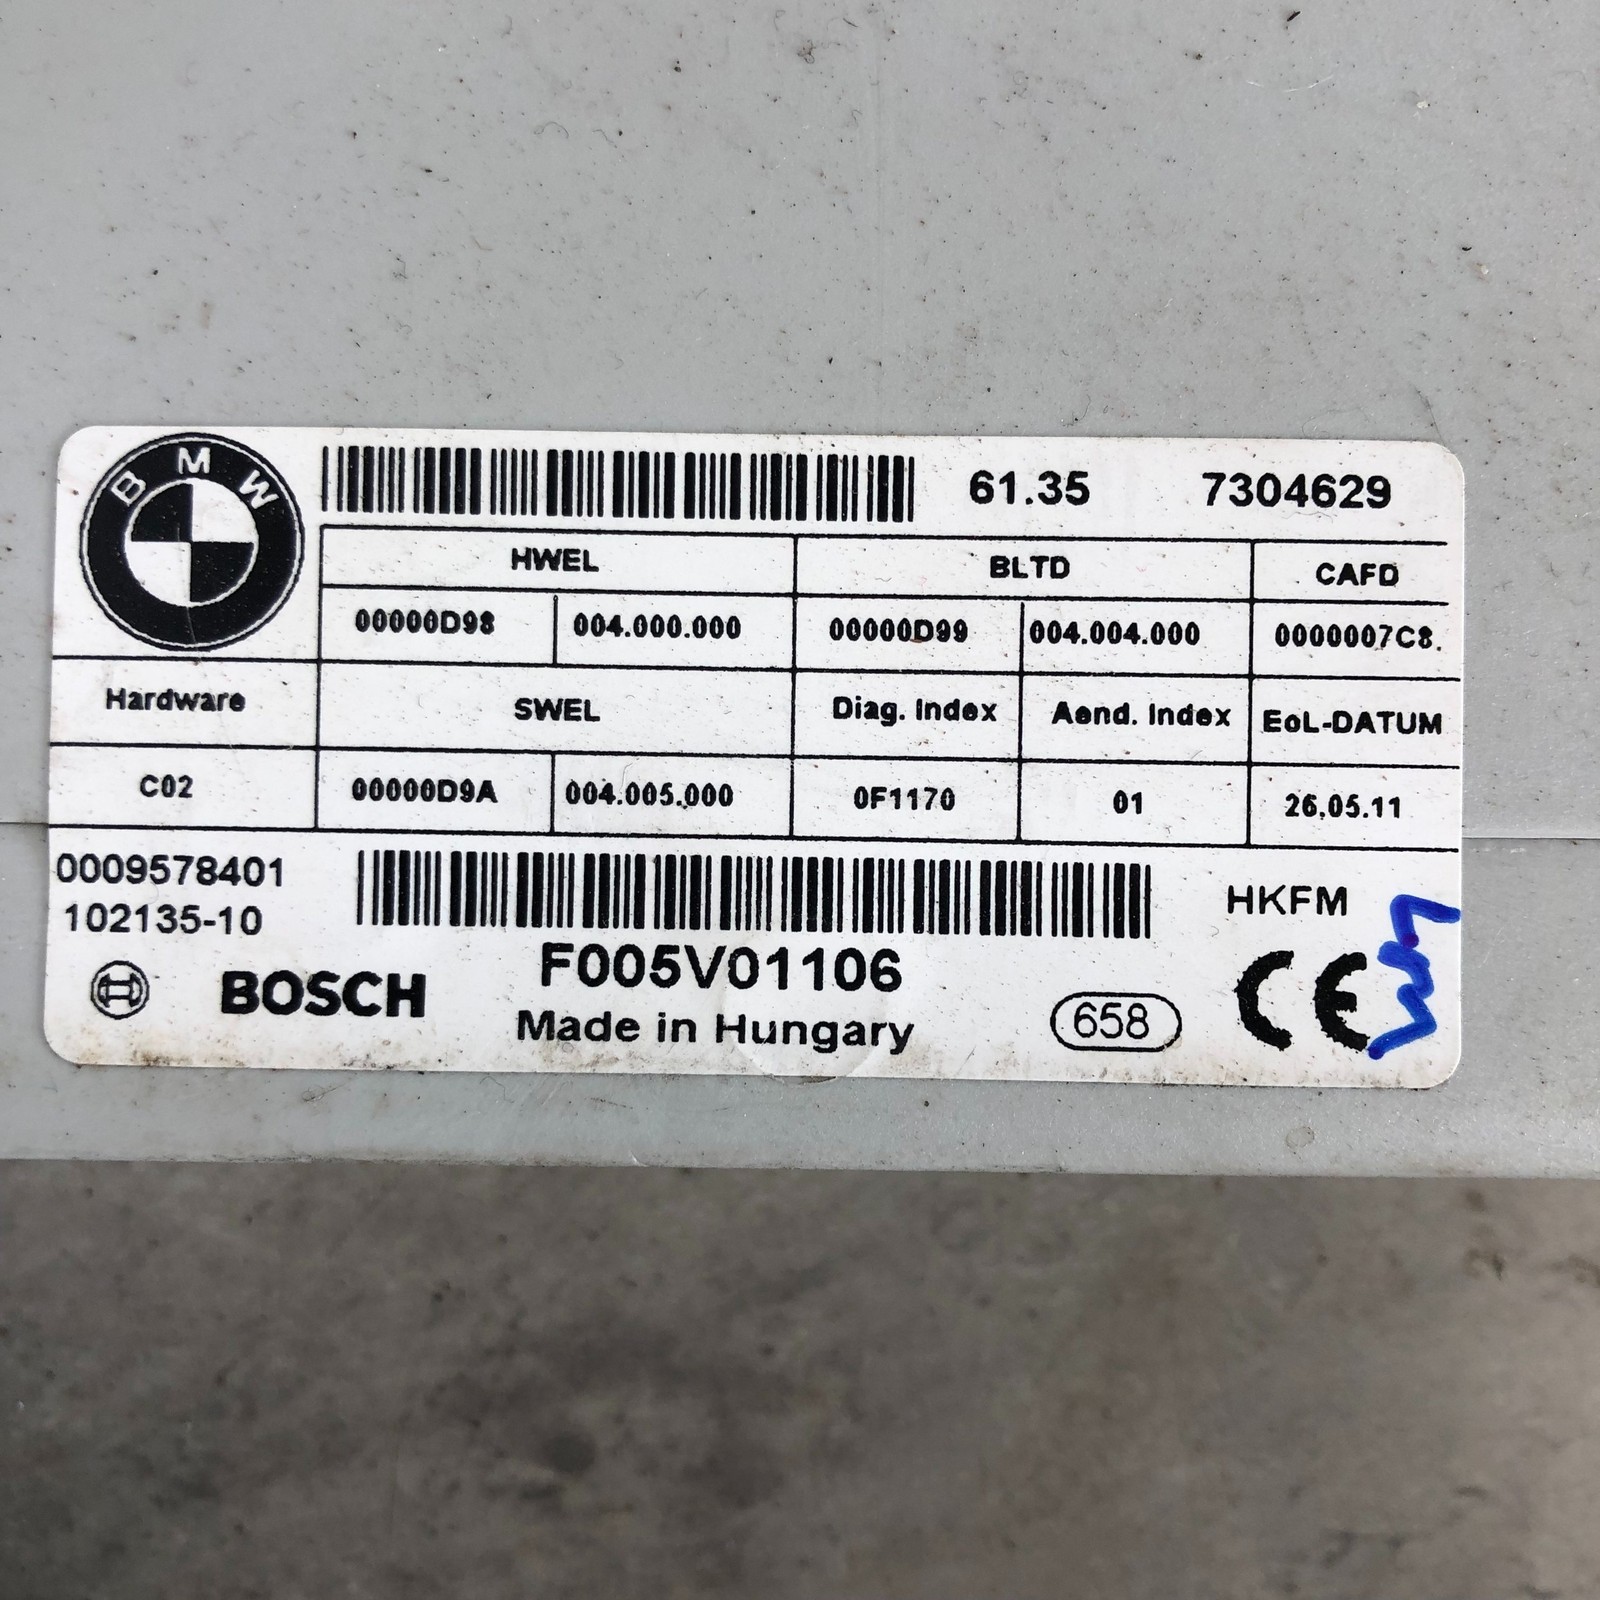 BMW
61.35 7304629
HWEL BLTD CAFD
00000D98 004.000.000 00000D99 004.004.000 0000007C8.
Hardware SWEL Diag. Index Aend. Index EoL-DATUM
C02 00000D9A 004.005.000 0F1170 01 26.05.11
0009578401 HKFM
102135-10
BOSCH F005V01106 658 CE
Made in Hungary